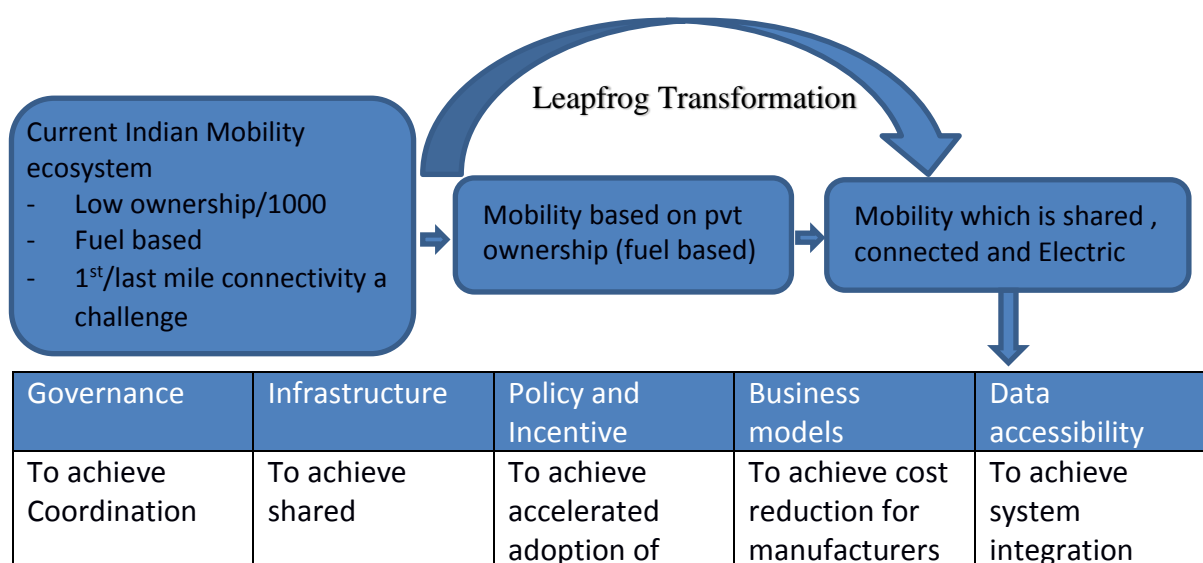 Leapfrog Transformation
Current Indian Mobility
ecosystem
- Low ownership/1000
- Fuel based
- 1st/last mile connectivity a
challenge
Mobility based on pvt
ownership (fuel based)
Mobility which is shared ,
connected and Electric
Governance
Infrastructure
Policy and
Incentive
Business
models
Data
accessibility
To achieve
Coordination
To achieve
shared
To achieve
accelerated
adoption of
To achieve cost
reduction for
manufacturers
To achieve
system
integration